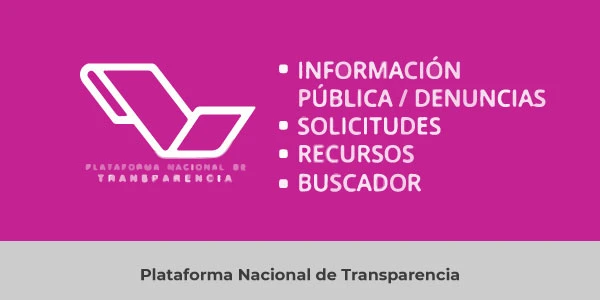 PLATAFORMA NACIONAL DE
TRANSPARENCIA
INFORMACIÓN
PÚBLICA / DENUNCIAS
SOLICITUDES
RECURSOS
BUSCADOR
Plataforma Nacional de Transparencia